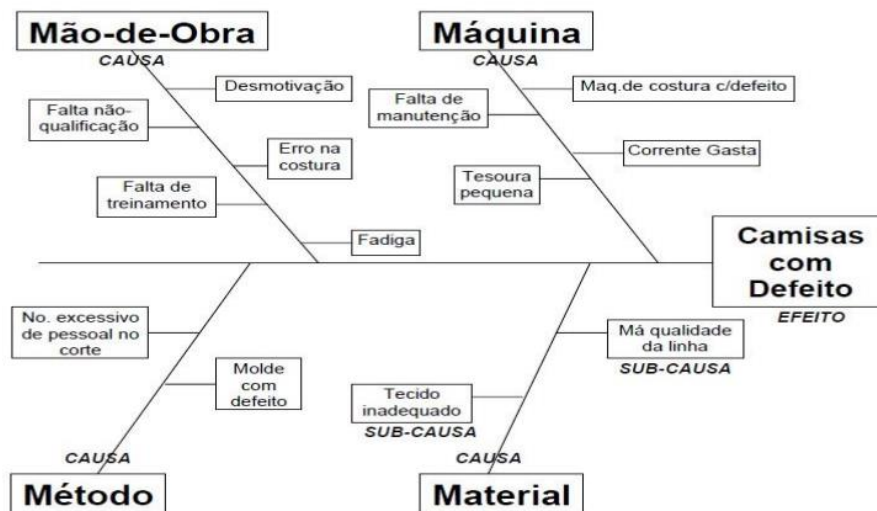 Mão-de-Obra
CAUSA
Desmotivação
Falta não-
qualificação
Erro na
costura
Falta de
treinamento
Fadiga
Máquina
CAUSA
Maq.de costura c/defeito
Falta de
manutenção
Corrente Gasta
Tesoura
pequena
Camisas
com
Defeito
EFEITO
No. excessivo
de pessoal no
corte
Molde
com
defeito
CAUSA
Método
Má qualidade
da linha
SUB-CAUSA
Tecido
inadequado
SUB-CAUSA
CAUSA
Material